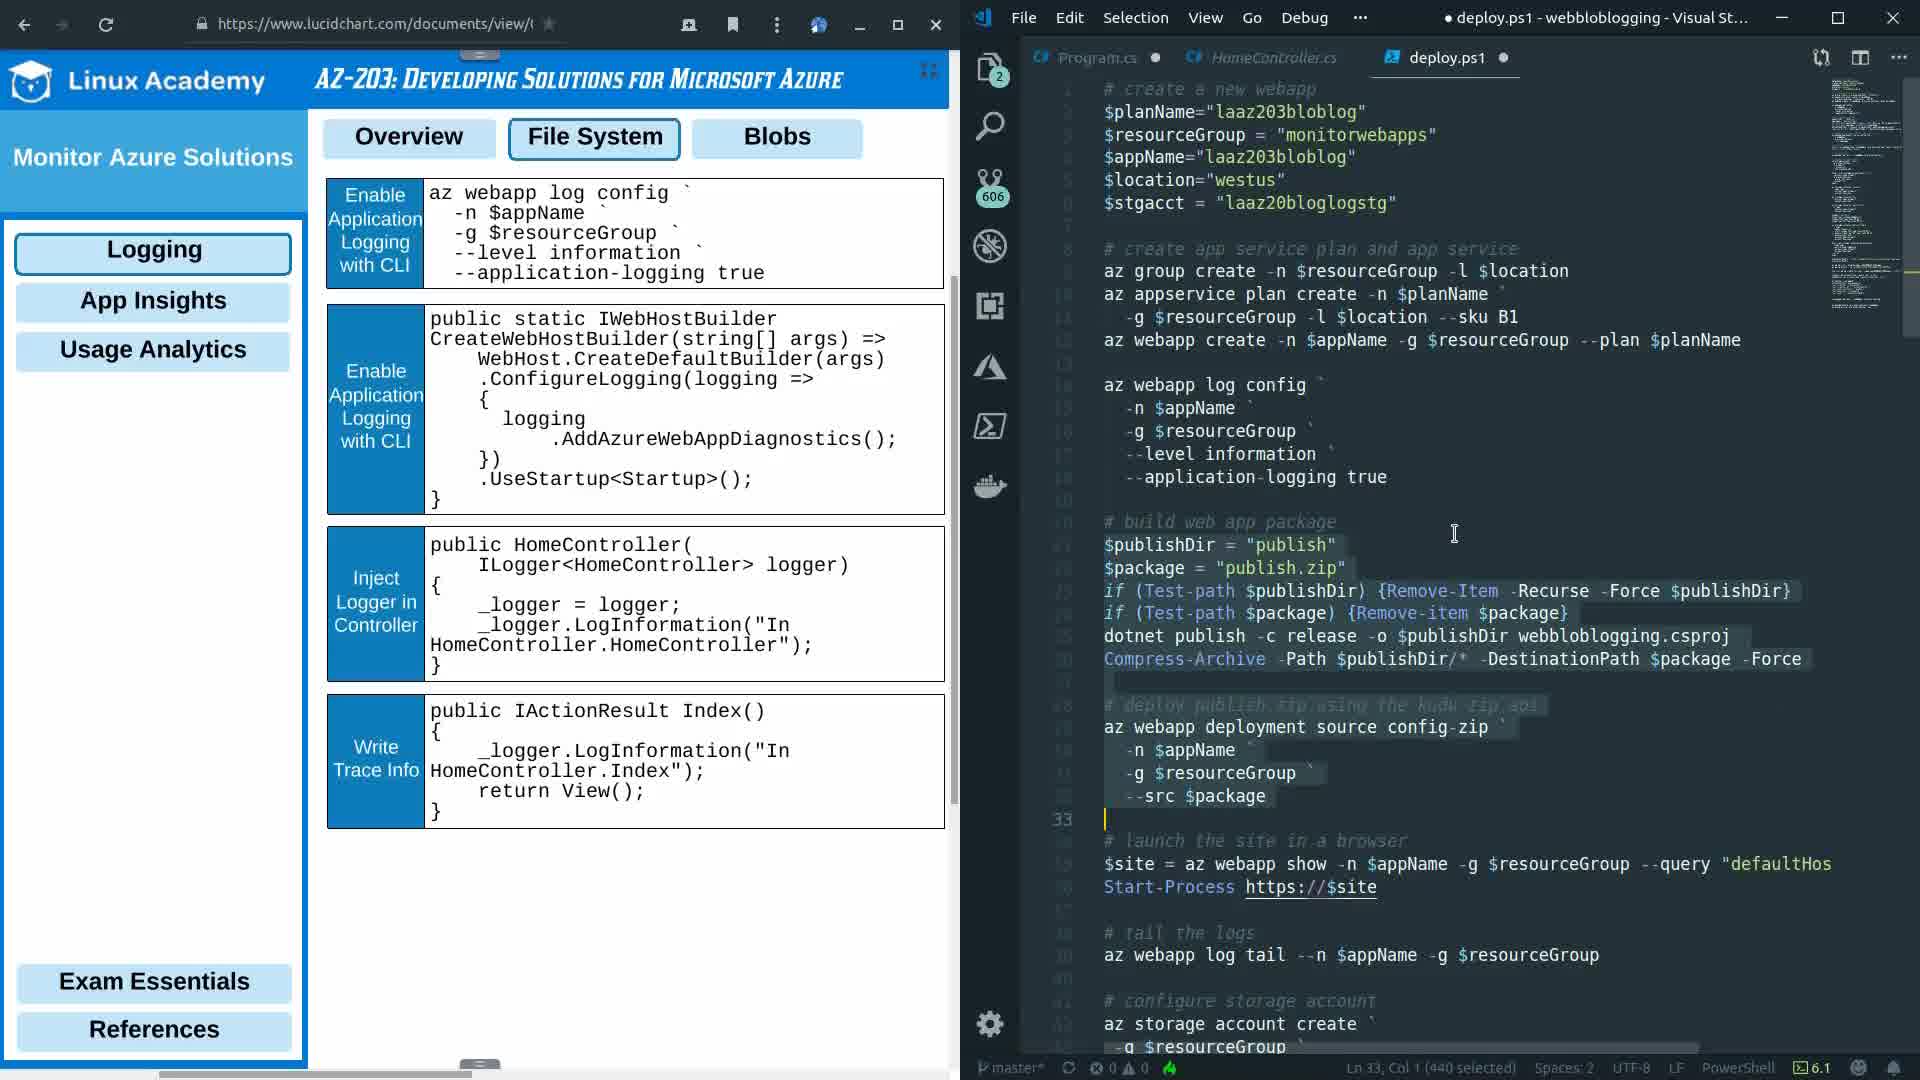 https://www.lucidchart.com/documents/view/
Linux Academy
AZ-203: Developing Solutions for Microsoft Azure
Monitor Azure Solutions
Logging
App Insights
Usage Analytics
Exam Essentials
References
Overview
File System
Blobs
Enable
Application
Logging
with CLI
az webapp log config `
-n $appName `
-g $resourceGroup `
--level information `
--application-logging true
Enable
Application
Logging
with CLI
public static IWebHostBuilder
CreateWebHostBuilder(string[] args) =>
WebHost.CreateDefaultBuilder(args)
.ConfigureLogging(logging =>
{
logging
.AddAzureWebAppDiagnostics();
})
.UseStartup<Startup>();
}
Inject
Logger in
Controller
public HomeController(
ILogger<HomeController> logger)
{
_logger = logger;
_logger.LogInformation("In
HomeController.HomeController");
}
Write
Trace Info
public IActionResult Index()
{
_logger.LogInformation("In
HomeController.Index");
return View();
}
File Edit Selection View Go Debug ···
● deploy.ps1 - webbloblogging - Visual St...
Program.cs
HomeController.cs
deploy.ps1
2
606
# create a new webapp
$planName="laaz203bloblog"
$resourceGroup = "monitorwebapps"
$appName="laaz203bloblog"
$location="westus"
$stgacct = "laaz20bloglogstg"
# create app service plan and app service
az group create -n $resourceGroup -l $location
az appservice plan create -n $planName `
-g $resourceGroup -l $location --sku B1
az webapp create -n $appName -g $resourceGroup --plan $planName
az webapp log config `
-n $appName `
-g $resourceGroup `
--level information `
--application-logging true
# build web app package
$publishDir = "publish"
$package = "publish.zip"
if (Test-path $publishDir) {Remove-Item -Recurse -Force $publishDir}
if (Test-path $package) {Remove-item $package}
dotnet publish -c release -o $publishDir webbloblogging.csproj
Compress-Archive -Path $publishDir/* -DestinationPath $package -Force
# deploy publish.zip using the kudu zip api
az webapp deployment source config-zip `
-n $appName `
-g $resourceGroup `
--src $package
33
# launch the site in a browser
$site = az webapp show -n $appName -g $resourceGroup --query "defaultHos
Start-Process https://$site
# tail the logs
az webapp log tail --n $appName -g $resourceGroup
# configure storage account
az storage account create `
-g $resourceGroup `
master* 0 0 Ln 33, Col 1 (440 selected) Spaces: 2 UTF-8 LF PowerShell 6.1